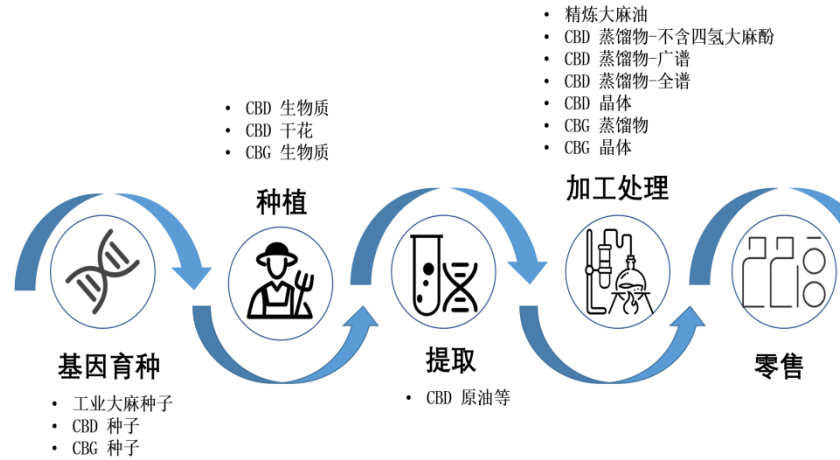 • 精炼大麻油
• CBD 蒸馏物-不含四氢大麻酚
• CBD 蒸馏物-广谱
• CBD 蒸馏物-全谱
• CBD 晶体
• CBG 蒸馏物
• CBG 晶体
• CBD 生物质
• CBD 干花
• CBG 生物质
种植
加工处理
基因育种
提取
零售
• 工业大麻种子
• CBD 种子
• CBG 种子
• CBD 原油等